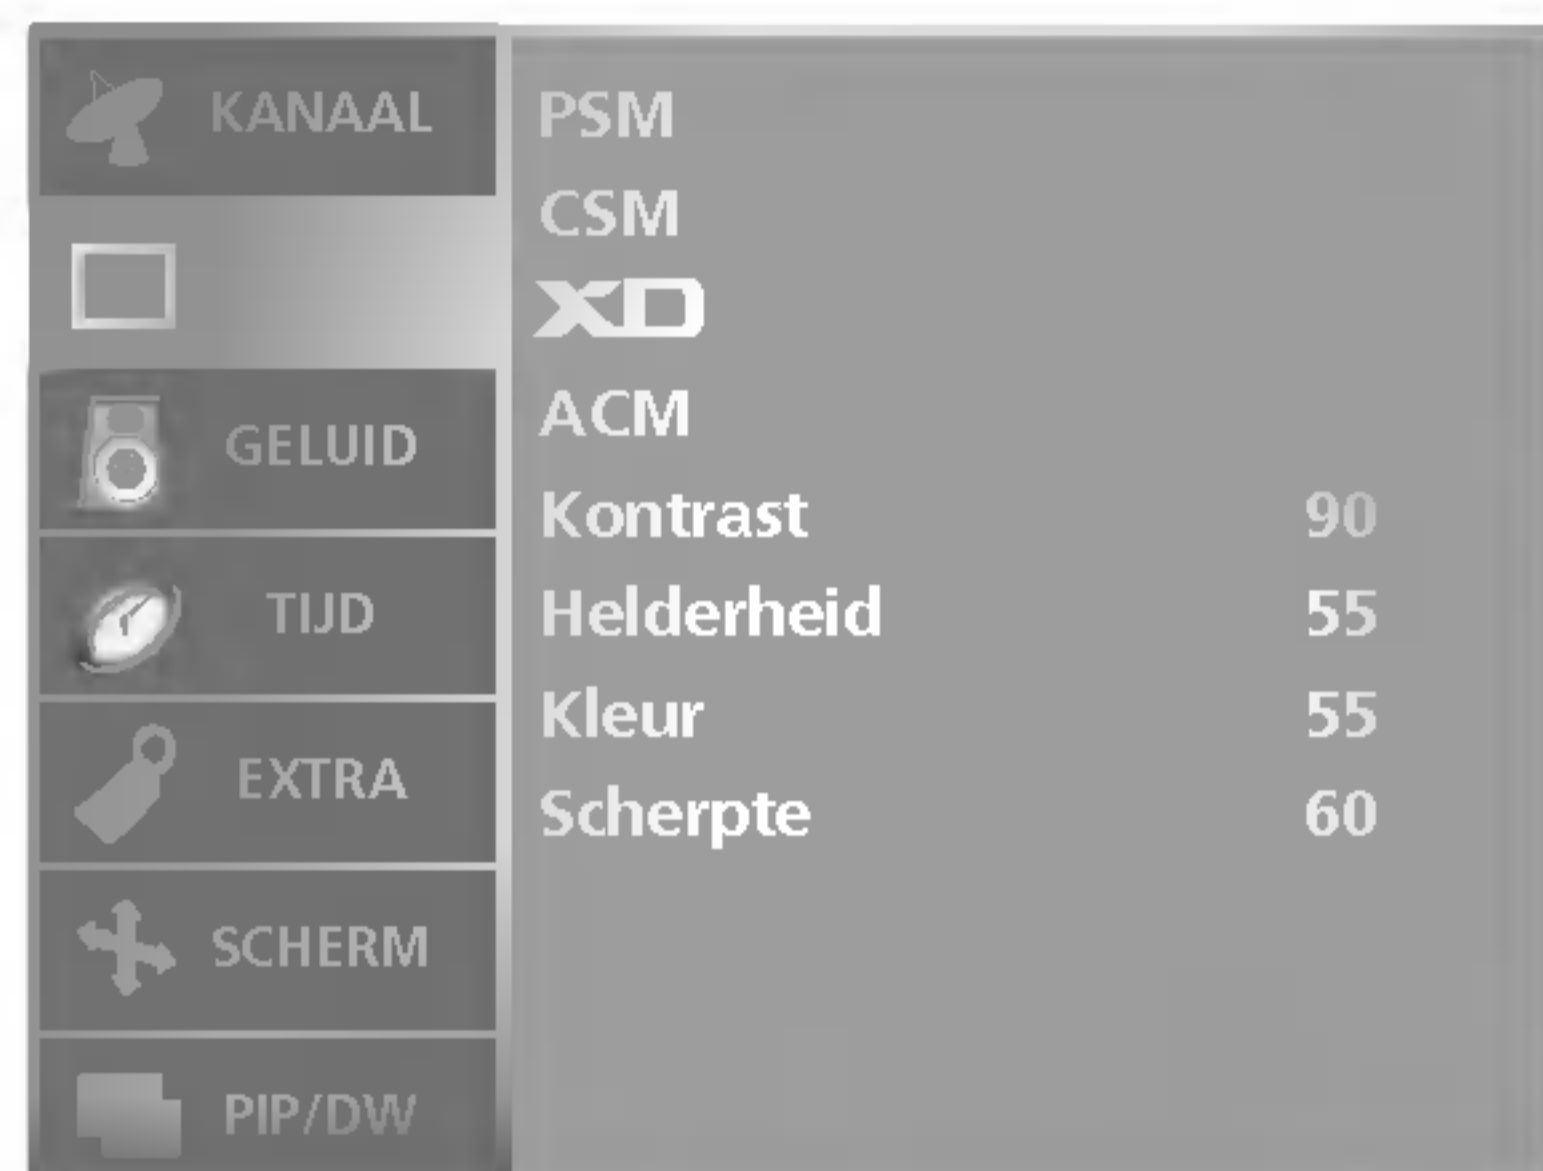 KANAAL
GELUID
TIJD
EXTRA
SCHERM
PIP/DW
PSM
CSM
XD
ACM
Kontrast 90
Helderheid 55
Kleur 55
Scherpte 60